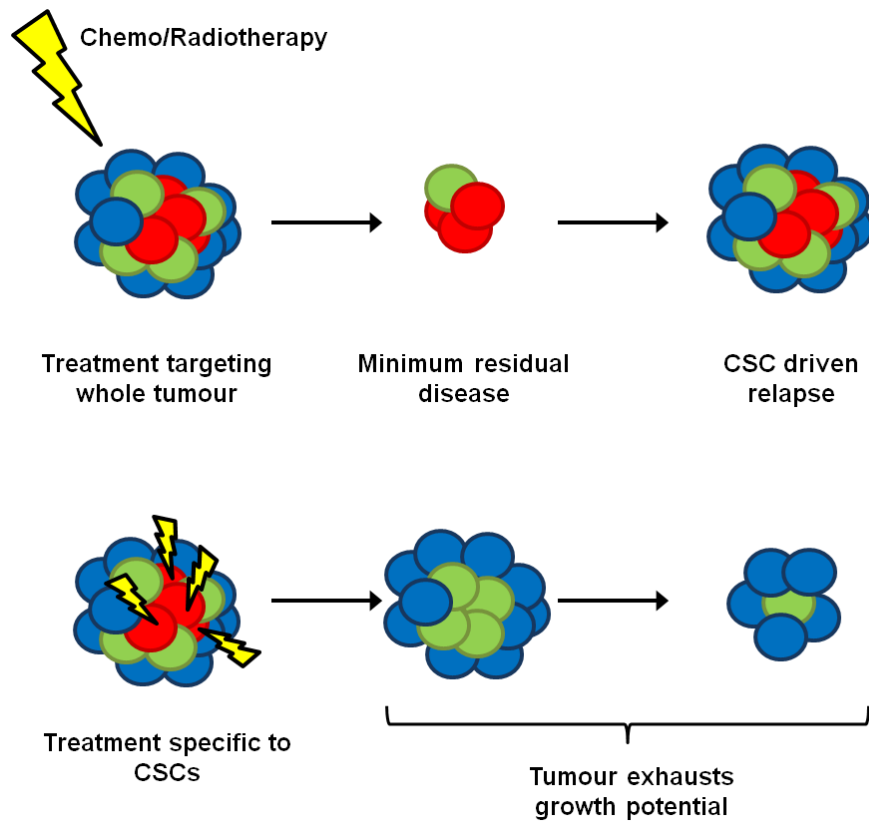 Chemo/Radiotherapy
Treatment targeting
whole tumour
Minimum residual
disease
CSC driven
relapse
Treatment specific to
CSCs
Tumour exhausts
growth potential